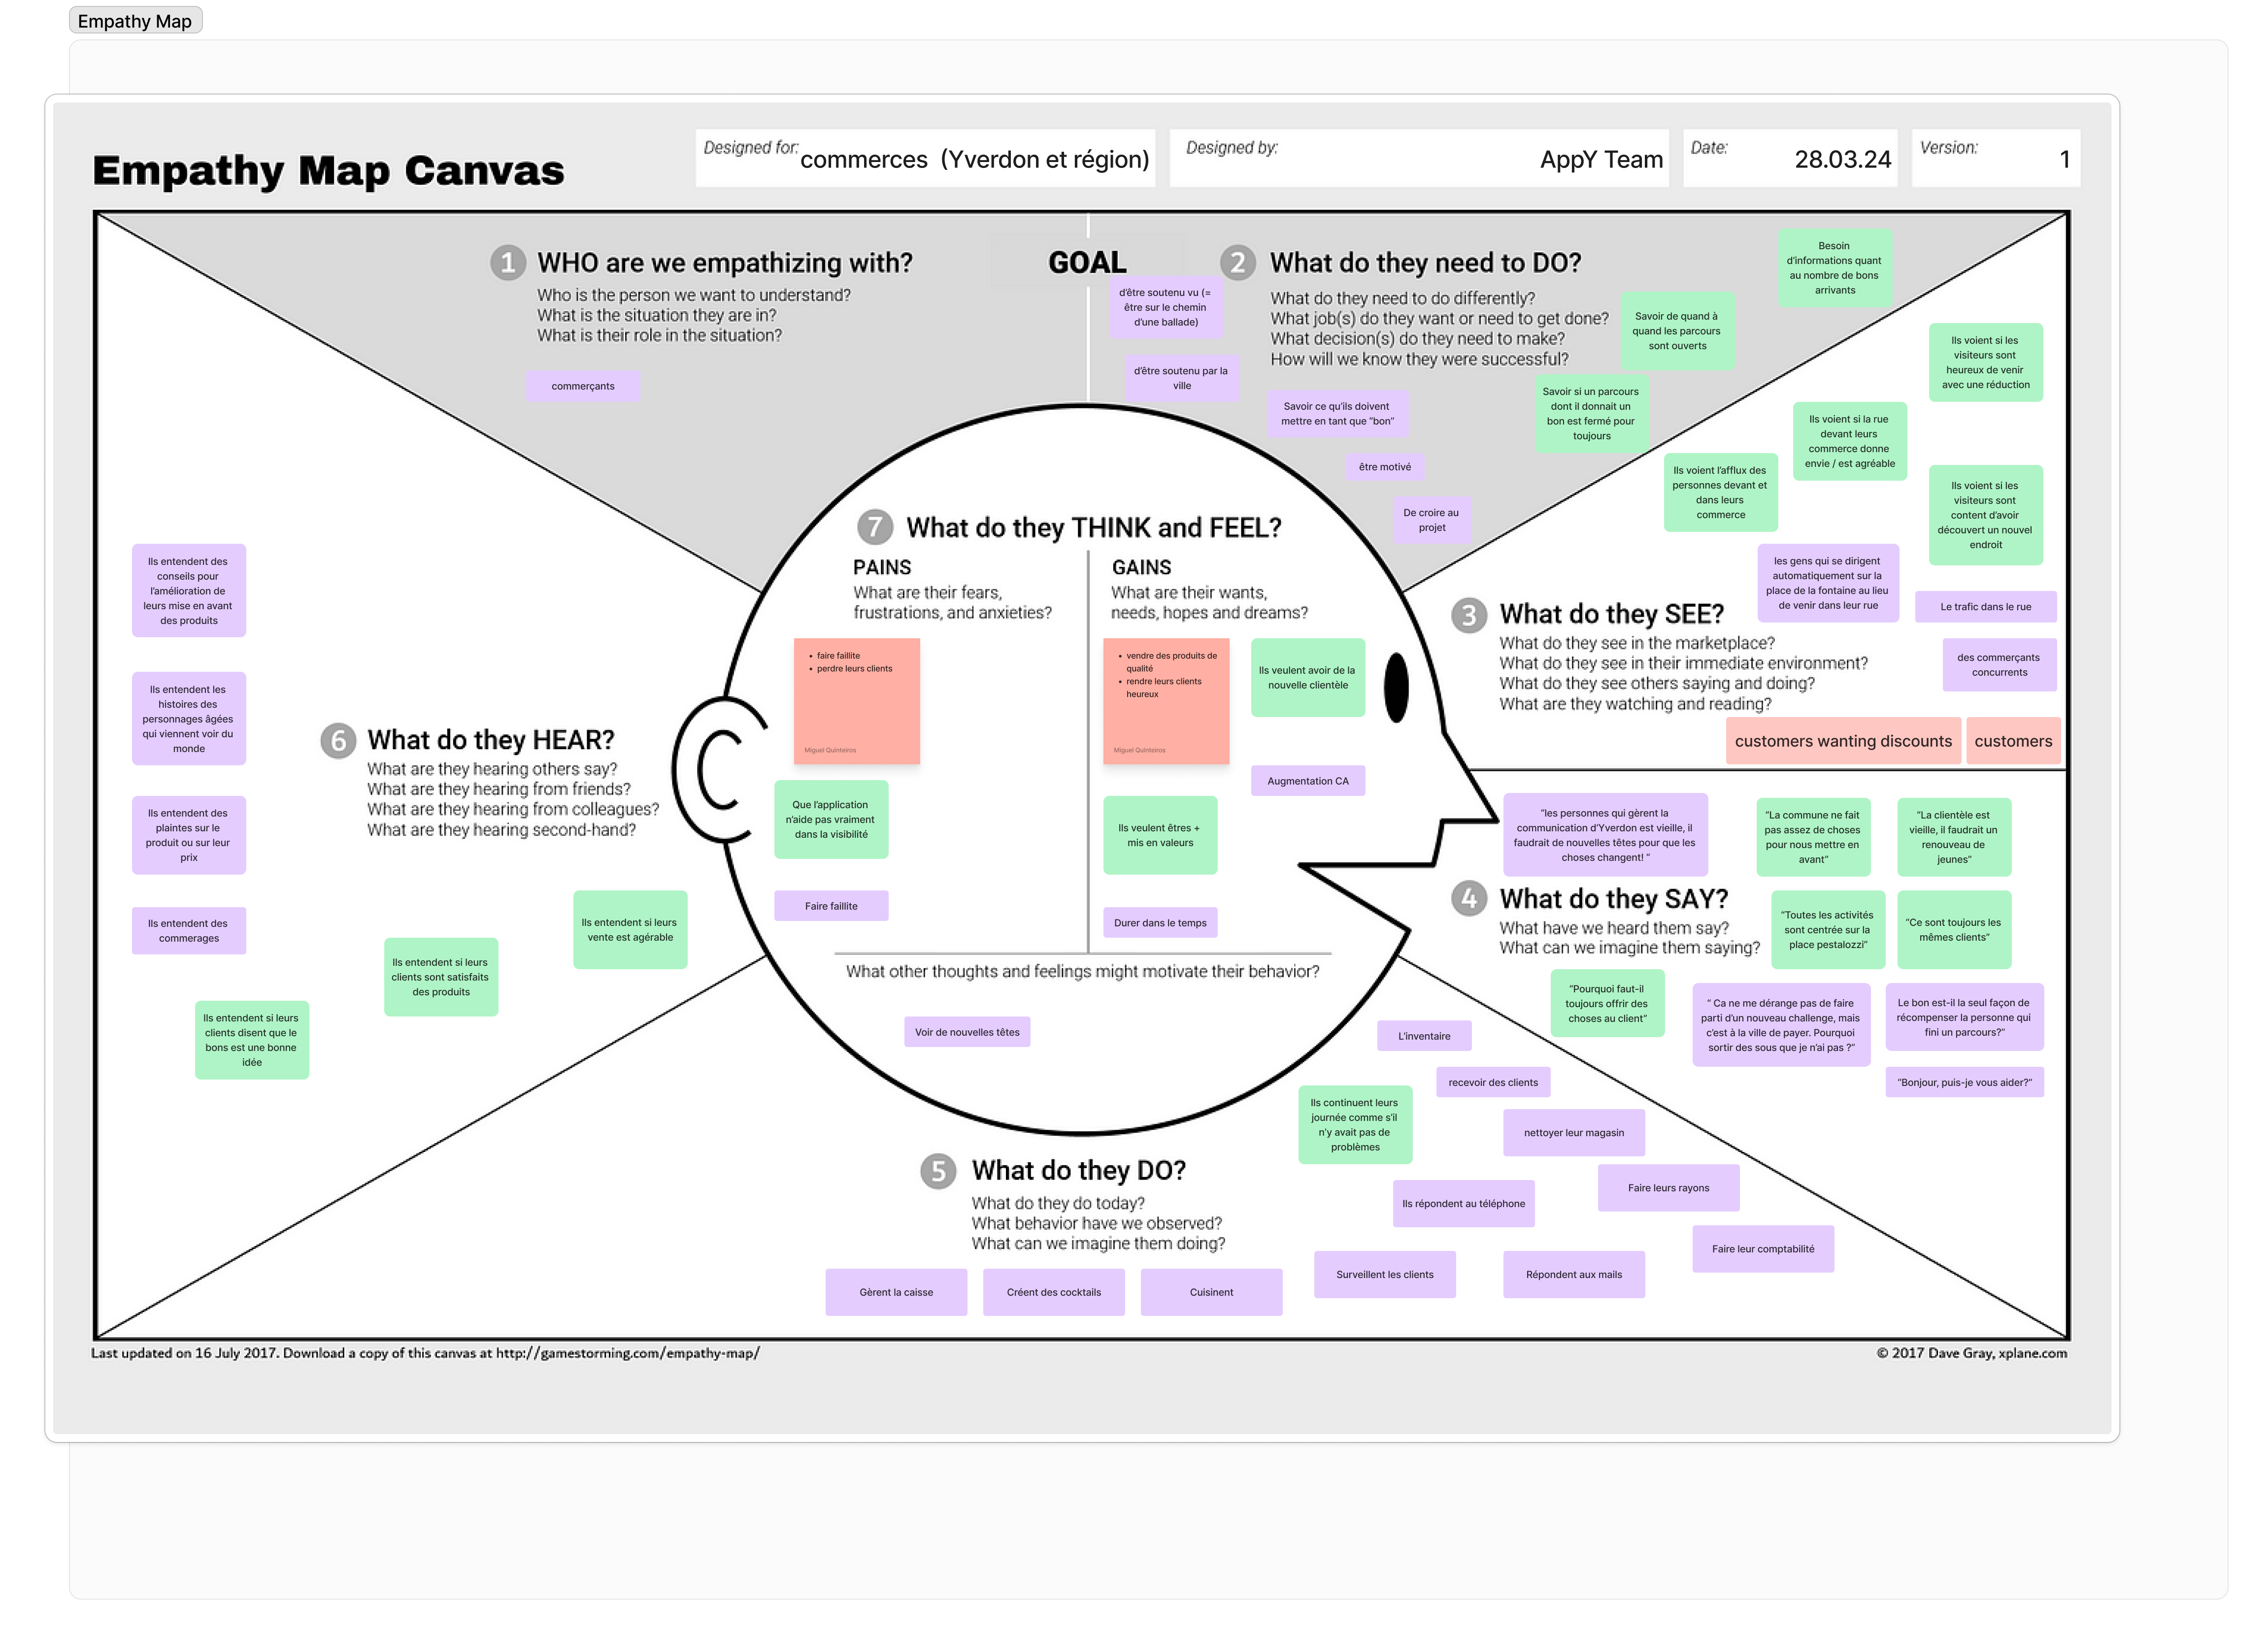 Empathy Map
Empathy Map Canvas
Designed for:
commerces (Yverdon et région)
Designed by:
AppY Team
Date:
28.03.24
Version:
1
1
WHO are we empathizing with?
Who is the person we want to understand?
What is the situation they are in?
What is their role in the situation?
commerçants
GOAL
d'être soutenu vu (=
être sur le chemin
d'une ballade)
d'être soutenu par la
ville
2
What do they need to DO?
What do they need to do differently?
What job(s) do they want or need to get done?
What decision(s) do they need to make?
How will we know they were successful?
Besoin
d'informations quant
au nombre de bons
arrivants
Savoir de quand à
quand les parcours
sont ouverts
Savoir si un parcours
dont il donnait un
bon est fermé pour
toujours
Savoir ce qu'ils doivent
mettre en tant que "bon"
être motivé
De croire au
projet
Ils voient si les
visiteurs sont
heureux de venir
avec une réduction
Ils voient si la rue
devant leurs
commerce donne
envie / est agréable
Ils voient l'afflux des
personnes devant et
dans leurs
commerce
Ils voient si les
visiteurs sont
content d'avoir
découvert un nouvel
endroit
les gens qui se dirigent
automatiquement sur la
place de la fontaine au lieu
de venir dans leur rue
Le trafic dans le rue
des commerçants
concurrents
3
What do they SEE?
What do they see in the marketplace?
What do they see in their immediate environment?
What do they see others saying and doing?
What are they watching and reading?
customers wanting discounts
customers
"les personnes qui gèrent la
communication d'Yverdon est vieille, il
faudrait de nouvelles têtes pour que les
choses changent! "
"La commune ne fait
pas assez de choses
pour nous mettre en
avant"
"La clientèle est
vieille, il faudrait un
renouveau de
jeunes"
4
What do they SAY?
What have we heard them say?
What can we imagine them saying?
"Toutes les activités
sont centrée sur la
place pestalozzi"
"Ce sont toujours les
mêmes clients"
"Pourquoi faut-il
toujours offrir des
choses au client"
" Ca ne me dérange pas de faire
parti d'un nouveau challenge, mais
c'est à la ville de payer. Pourquoi
sortir des sous que je n'ai pas ?"
Le bon est-il la seul façon de
récompenser la personne qui
fini un parcours?"
"Bonjour, puis-je vous aider?"
7
What do they THINK and FEEL?
PAINS
What are their fears,
frustrations, and anxieties?
• faire faillite
• perdre leurs clients
Miguel Quinteiros
Que l'application
n'aide pas vraiment
dans la visibilité
Faire faillite
GAINS
What are their wants,
needs, hopes and dreams?
• vendre des produits de
qualité
• rendre leurs clients
heureux
Miguel Quinteiros
Ils veulent avoir de la
nouvelle clientèle
Augmentation CA
Ils veulent êtres +
mis en valeurs
Durer dans le temps
What other thoughts and feelings might motivate their behavior?
Voir de nouvelles têtes
Ils entendent des
conseils pour
l'amélioration de
leurs mise en avant
des produits
Ils entendent les
histoires des
personnages âgées
qui viennent voir du
monde
6
What do they HEAR?
What are they hearing others say?
What are they hearing from friends?
What are they hearing from colleagues?
What are they hearing second-hand?
Ils entendent des
plaintes sur le
produit ou sur leur
prix
Ils entendent des
commerages
Ils entendent si leurs
vente est agérable
Ils entendent si leurs
clients sont satisfaits
des produits
Ils entendent si leurs
clients disent que le
bons est une bonne
idée
5
What do they DO?
What do they do today?
What behavior have we observed?
What can we imagine them doing?
L'inventaire
recevoir des clients
Ils continuent leurs
journée comme s'il
n'y avait pas de
problèmes
nettoyer leur magasin
Faire leurs rayons
Ils répondent au téléphone
Faire leur comptabilité
Surveillent les clients
Répondent aux mails
Gèrent la caisse
Créent des cocktails
Cuisinent
Last updated on 16 July 2017. Download a copy of this canvas at http://gamestorming.com/empathy-map/
© 2017 Dave Gray, xplane.com